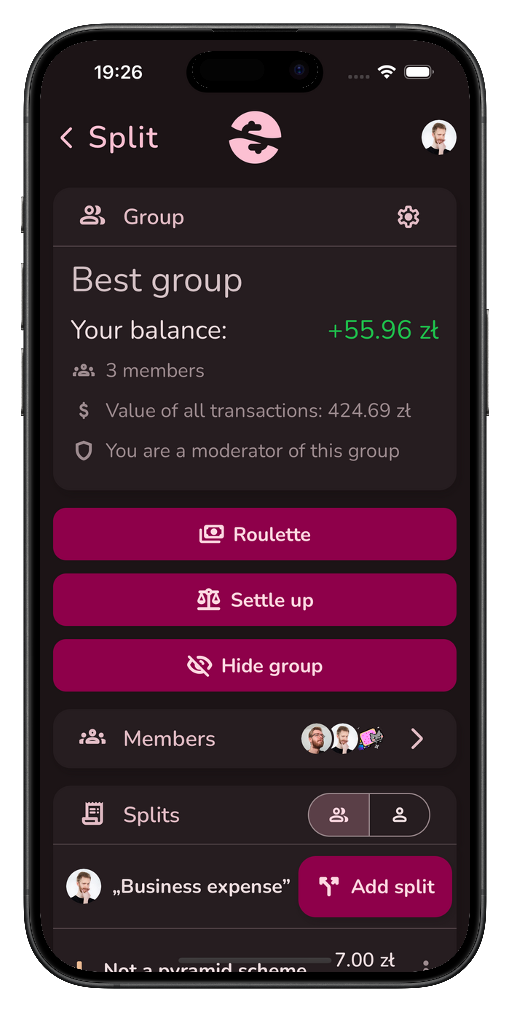 19:26
Split
Group
Best group
Your balance: +55.96 zł
3 members
Value of all transactions: 424.69 zł
You are a moderator of this group
Roulette
Settle up
Hide group
Members
Splits
„Business expense”
Add split
Not a pyramid scheme 7.00 zł